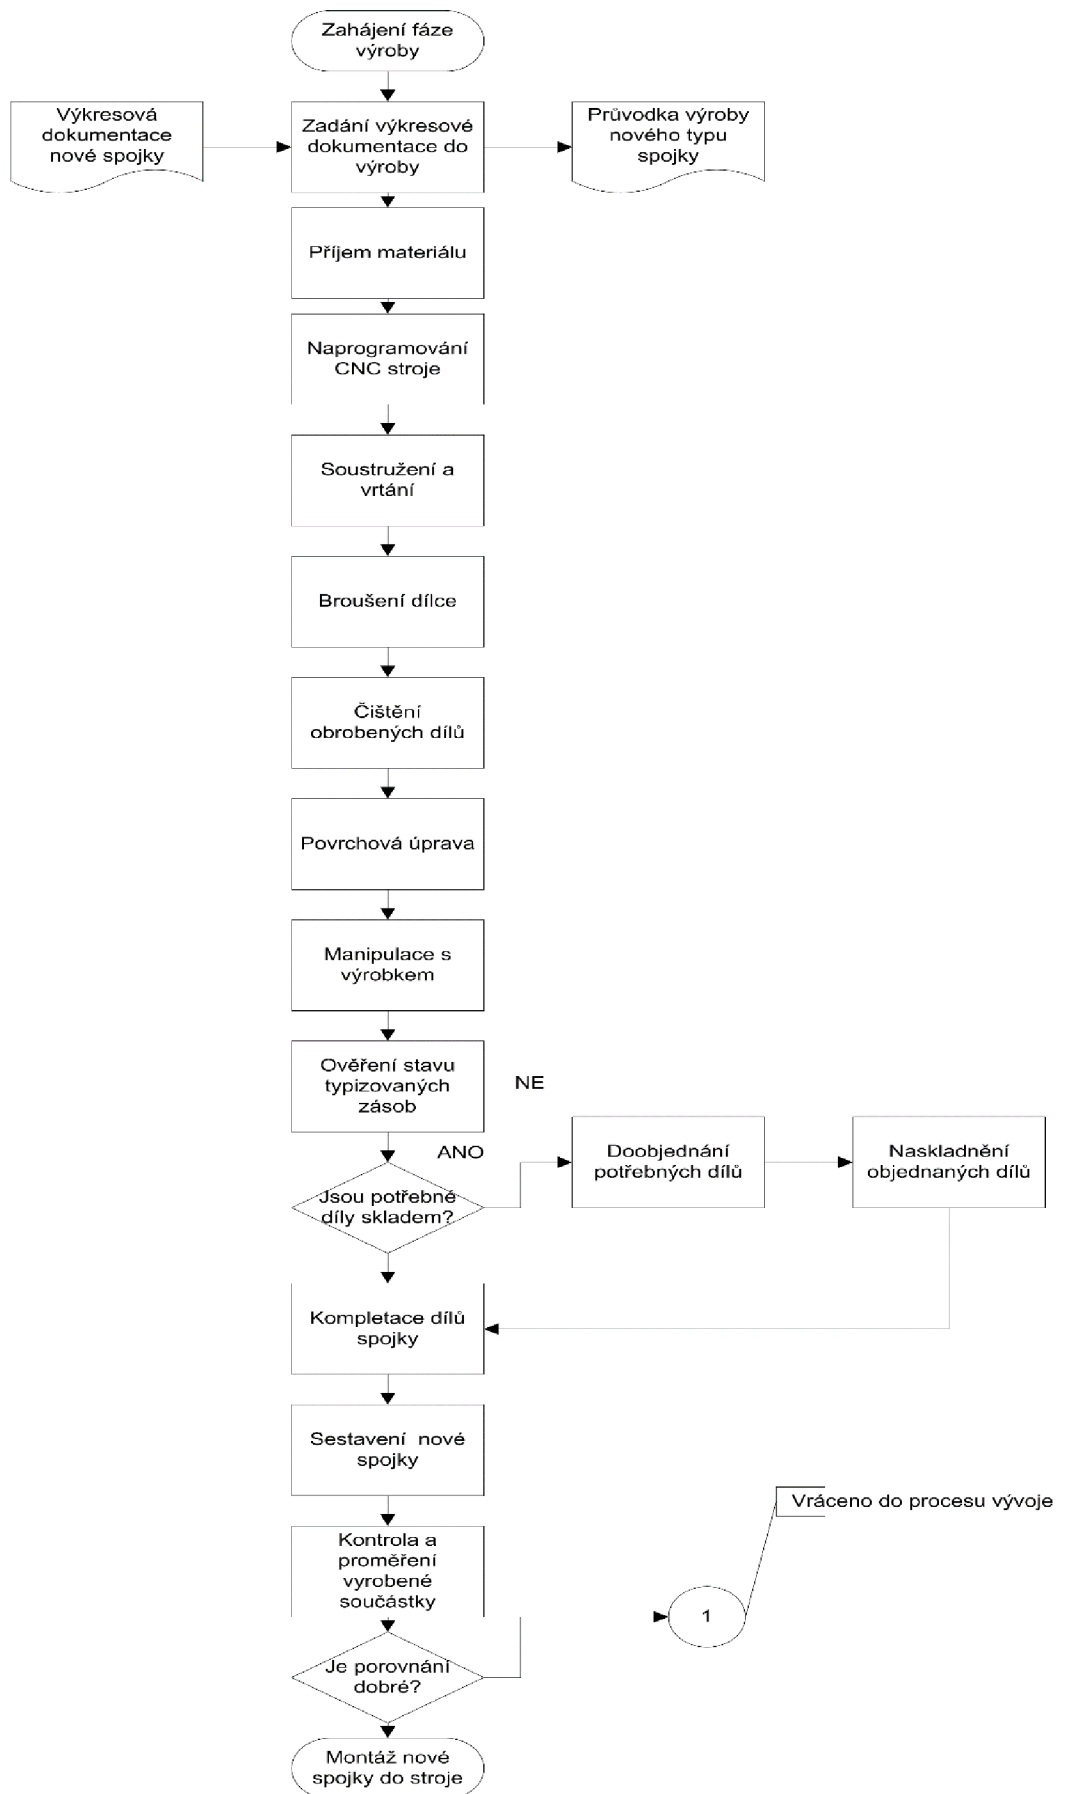 Zahájení fáze
výroby
Výkresová
dokumentace
nové spojky
Zadání výkresové
dokumentace do
výroby
Průvodka výroby
nového typu
spojky
Příjem materiálu
Naprogramování
CNC stroje
Soustružení a
vrtání
Broušení dílce
Čištění
obrobených dílů
Povrchová úprava
Manipulace s
výrobkem
Ověření stavu
typizovaných
zásob
NE
ANO
Jsou potřebné
díly skladem?
Doobjednání
potřebných dílů
Naskladnění
objednaných dílů
Kompletace dílů
spojky
Sestavení nové
spojky
Vráceno do procesu vývoje
Kontrola a
proměření
vyrobené
součástky
1
Je porovnání
dobré?
Montáž nové
spojky do stroje